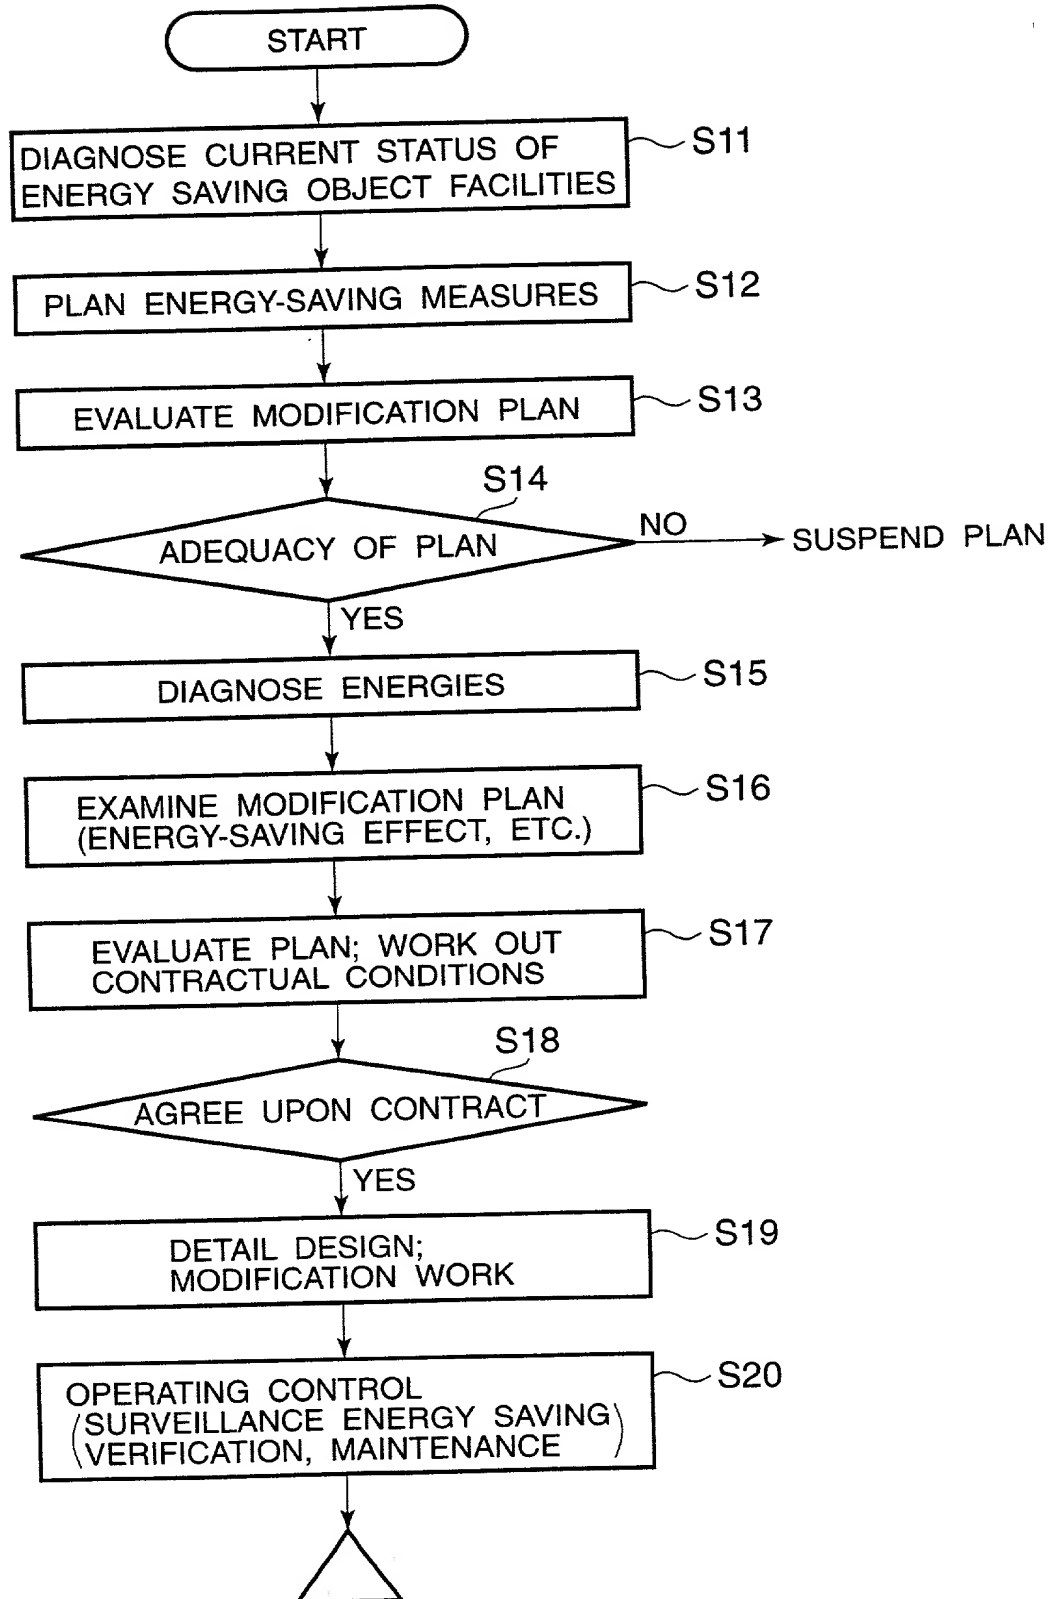 START
DIAGNOSE CURRENT STATUS OF
ENERGY SAVING OBJECT FACILITIES
S11
PLAN ENERGY-SAVING MEASURES
S12
EVALUATE MODIFICATION PLAN
S13
S14
ADEQUACY OF PLAN
NO
SUSPEND PLAN
YES
DIAGNOSE ENERGIES
S15
EXAMINE MODIFICATION PLAN
(ENERGY-SAVING EFFECT, ETC.)
S16
EVALUATE PLAN; WORK OUT
CONTRACTUAL CONDITIONS
S17
S18
AGREE UPON CONTRACT
YES
DETAIL DESIGN;
MODIFICATION WORK
S19
OPERATING CONTROL
(SURVEILLANCE ENERGY SAVING
VERIFICATION, MAINTENANCE)
S20